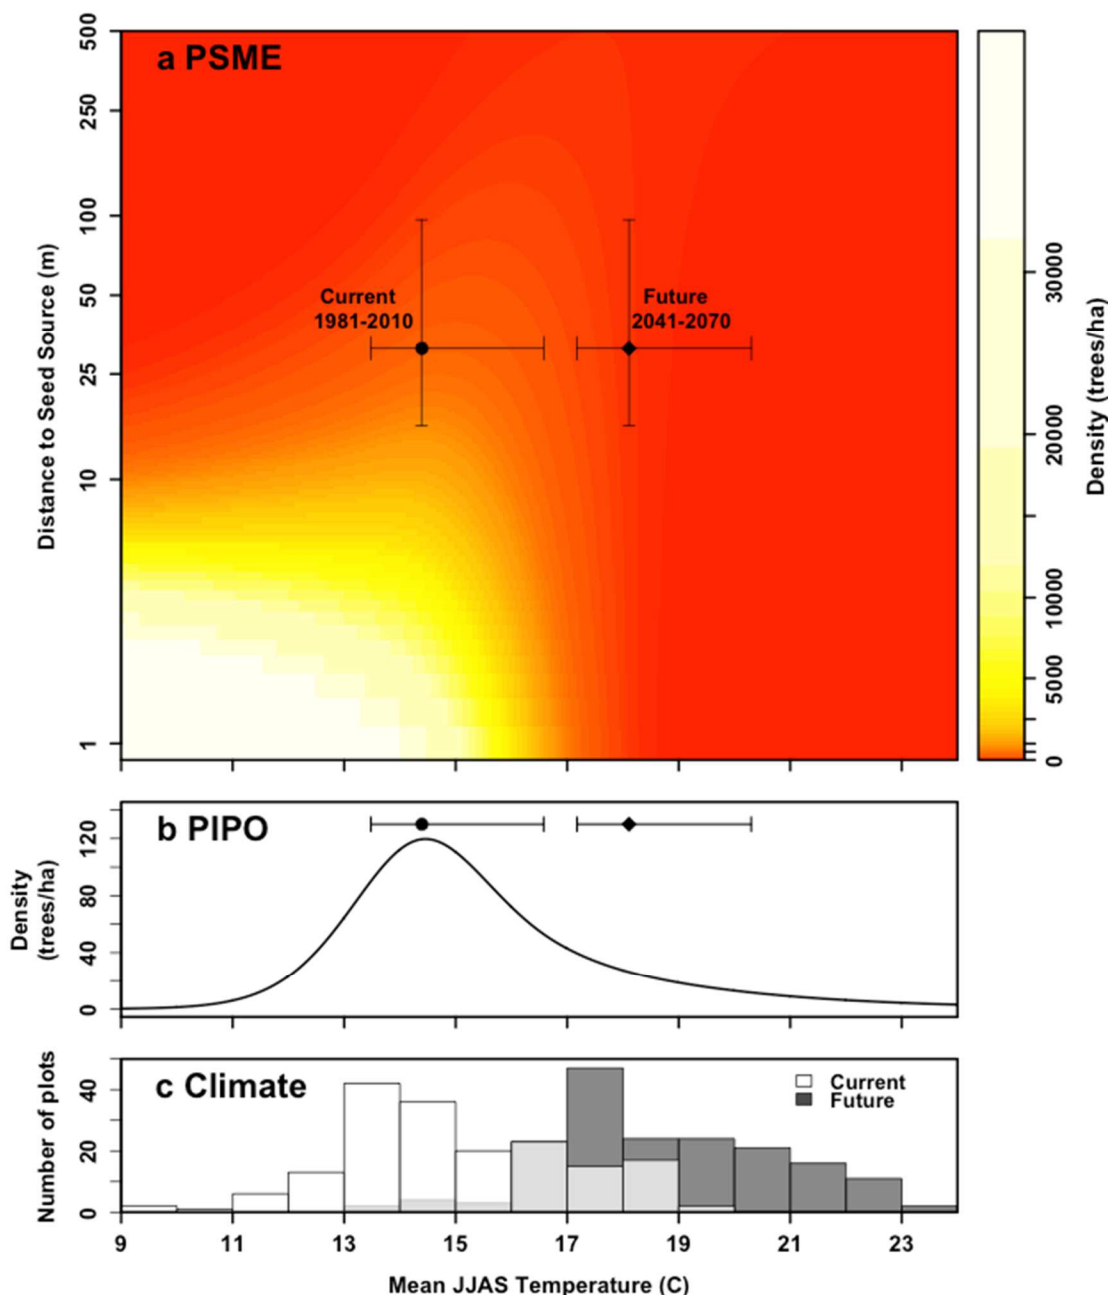 a PSME
500
250
100
50
25
10
1
Distance to Seed Source (m)
Current
1981-2010
Future
2041-2070
30000
20000
10000
5000
0
Density (trees/ha)
b PIPO
120
80
40
0
Density
(trees/ha)
c Climate
Current
Future
40
20
0
Number of plots
9 11 13 15 17 19 21 23
Mean JJAS Temperature (C)